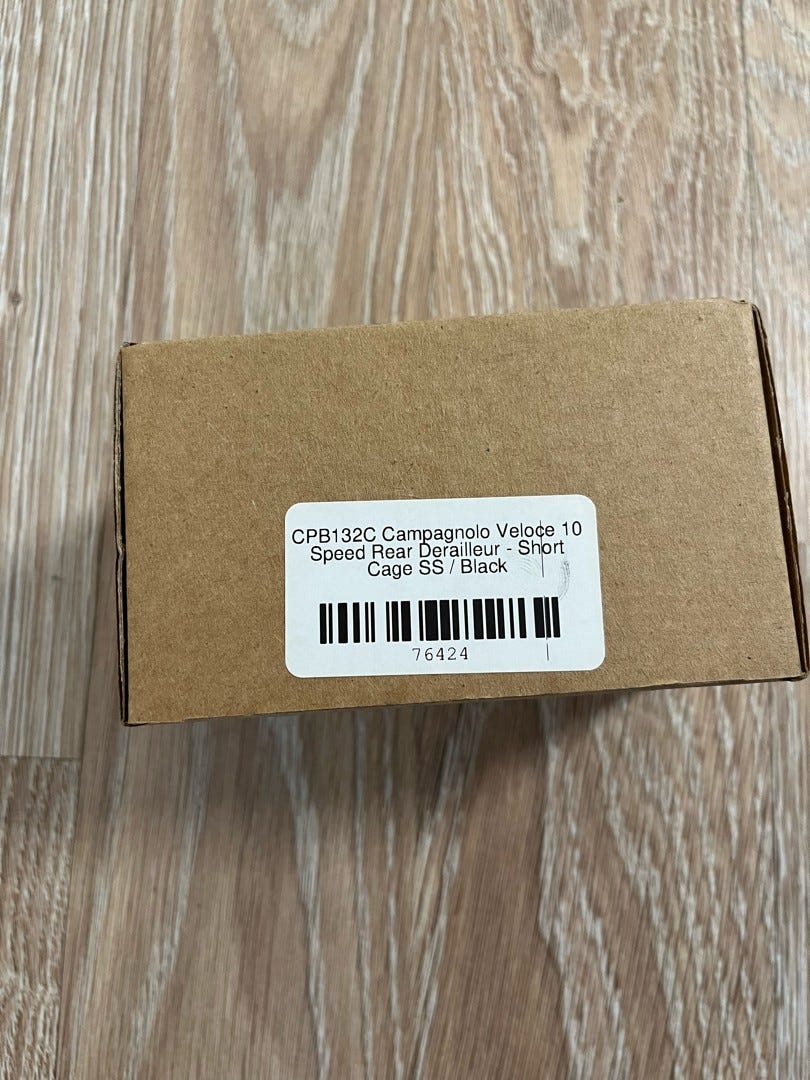 CPB132C Campagnolo Veloce 10
Speed Rear Derailleur - Short
Cage SS / Black
76424